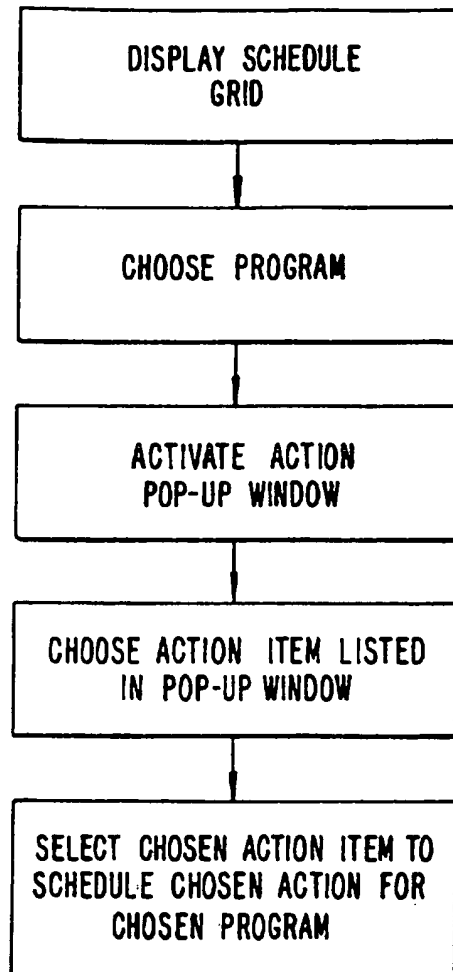 DISPLAY SCHEDULE
GRID
CHOOSE PROGRAM
ACTIVATE ACTION
POP-UP WINDOW
CHOOSE ACTION ITEM LISTED
IN POP-UP WINDOW
SELECT CHOSEN ACTION ITEM TO
SCHEDULE CHOSEN ACTION FOR
CHOSEN PROGRAM